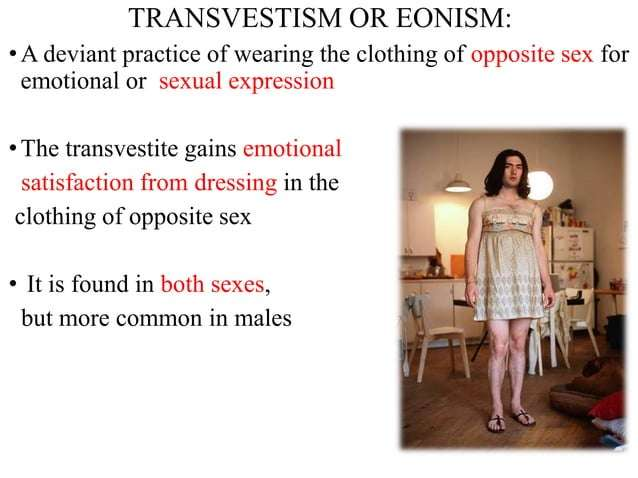 TRANSVESTISM OR EONISM:
•A deviant practice of wearing the clothing of opposite sex for
emotional or sexual expression
•The transvestite gains emotional
satisfaction from dressing in the
clothing of opposite sex
• It is found in both sexes,
but more common in males